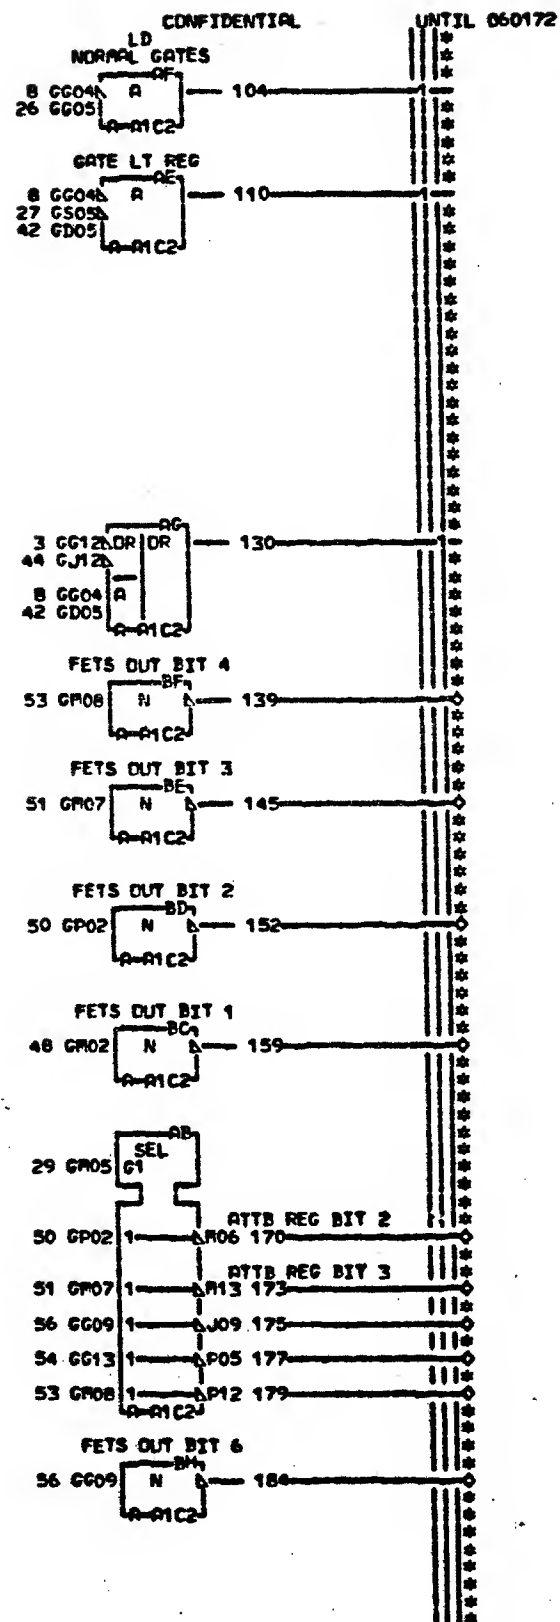 CONFIDENTIAL UNTIL 060172
LD
NORMAL GATES
AF
8 GG04 A 104 1
26 GG05
A-A1C2
GATE LT REG
AE
8 GG04 A 110 1
27 GS05
42 GD05
A-A1C2
AG
3 GG12 OR OR 130 1
44 GJ12
8 GG04 A
42 GD05
A-A1C2
FETS OUT BIT 4
BF
53 GM08 N 139
A-A1C2
FETS OUT BIT 3
BE
51 GM07 N 145
A-A1C2
FETS OUT BIT 2
BD
50 GP02 N 152
A-A1C2
FETS OUT BIT 1
BC
48 GM02 N 159
A-A1C2
AB
SEL
29 GM05 G1
ATTB REG BIT 2
50 GP02 1 M06 170
ATTB REG BIT 3
51 GM07 1 M13 173
56 GG09 1 J09 175
54 GG13 1 P05 177
53 GM08 1 P12 179
A-A1C2
FETS OUT BIT 6
BH
56 GG09 N 184
A-A1C2